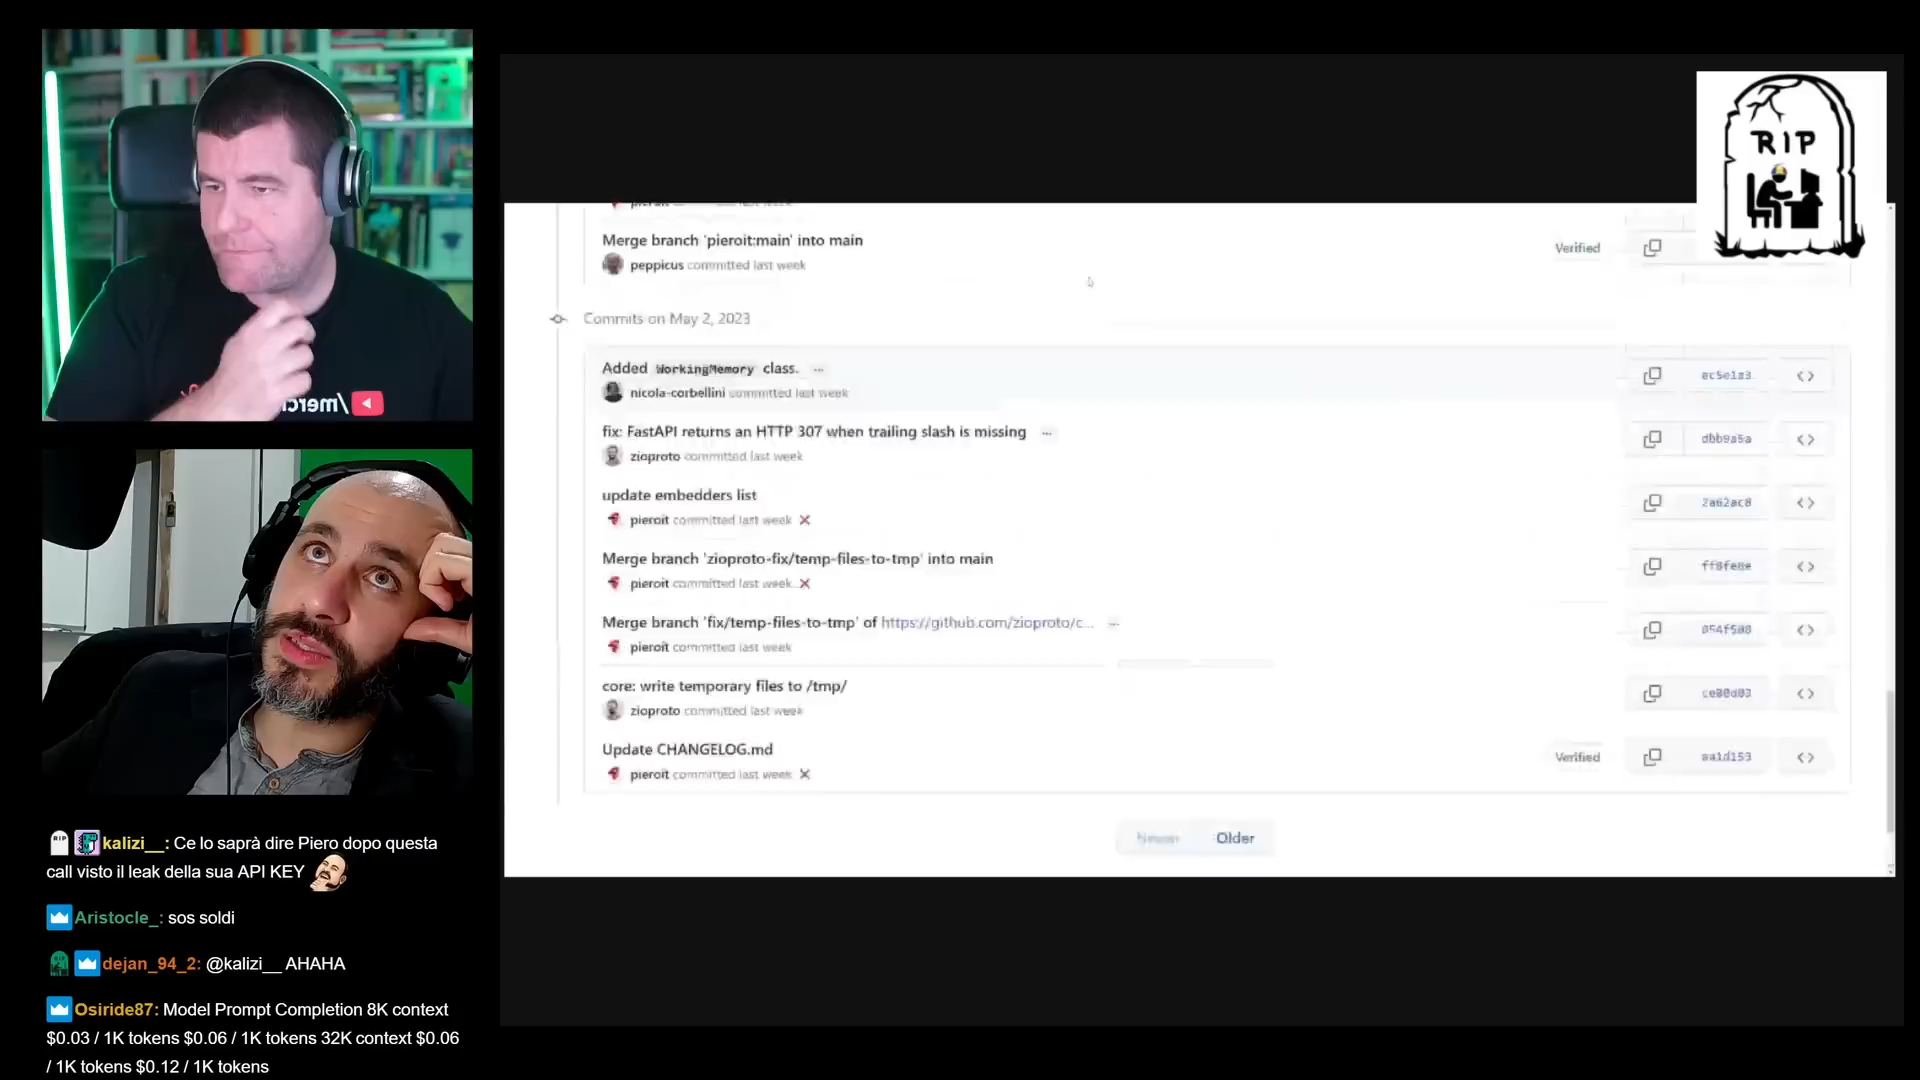 /merch
kalizi__: Ce lo saprà dire Piero dopo questa
call visto il leak della sua API KEY
Aristocle_: sos soldi
dejan_94_2: @kalizi__ AHAHA
Osiride87: Model Prompt Completion 8K context
$0.03 / 1K tokens $0.06 / 1K tokens 32K context $0.06
/ 1K tokens $0.12 / 1K tokens
RIP
Merge branch 'pieroit:main' into main
Verified
peppicus committed last week
Commits on May 2, 2023
Added WorkingMemory class. ...
nicola-corbellini committed last week
fix: FastAPI returns an HTTP 307 when trailing slash is missing ...
dbb9a5a
zioproto committed last week
update embedders list
2a62ac8
pieroit committed last week
Merge branch 'zioproto-fix/temp-files-to-tmp' into main
ff8fe8e
pieroit committed last week
Merge branch 'fix/temp-files-to-tmp' of https://github.com/zioproto/c... ...
pieroit committed last week
core: write temporary files to /tmp/
zioproto committed last week
Update CHANGELOG.md
Verified
pieroit committed last week
Newer
Older